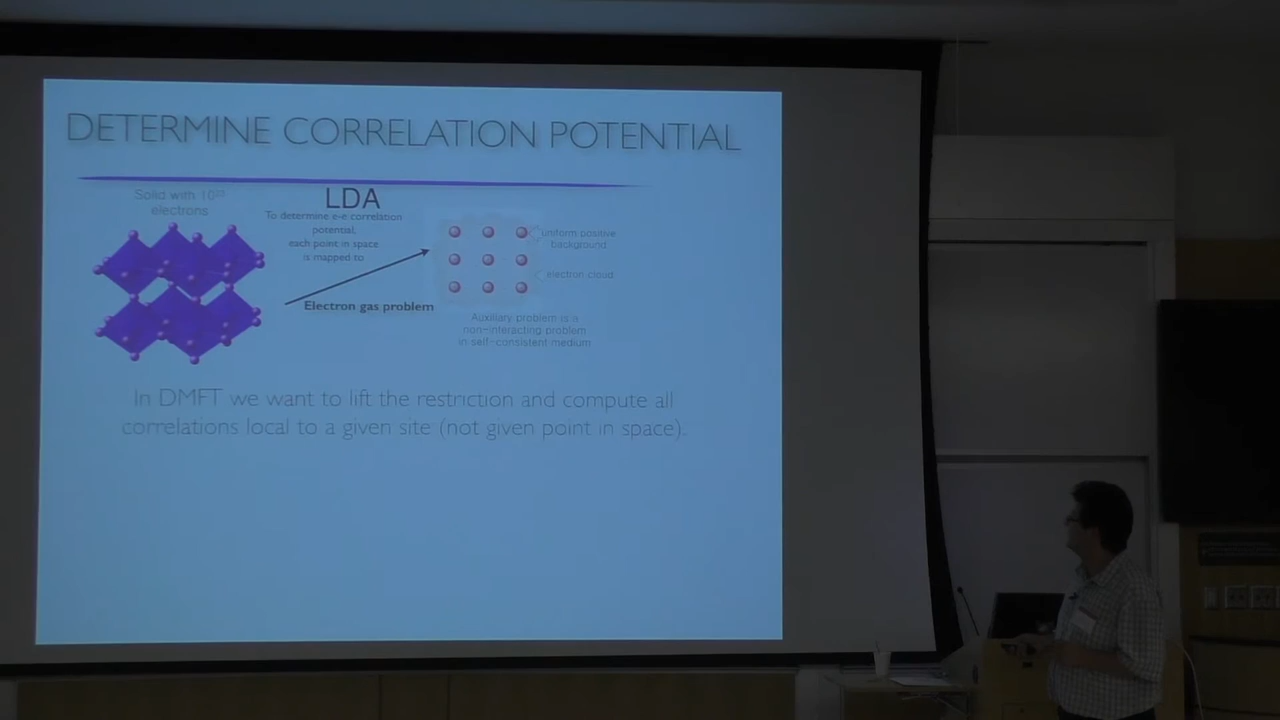 DETERMINE CORRELATION POTENTIAL
Solid with 10²³
electrons
LDA
To determine e-e correlation
potential,
each point in space
is mapped to
Electron gas problem
uniform positive
background
electron cloud
Auxiliary problem is a
non-interacting problem
in self-consistent medium
In DMFT we want to lift the restriction and compute all
correlations local to a given site (not given point in space).